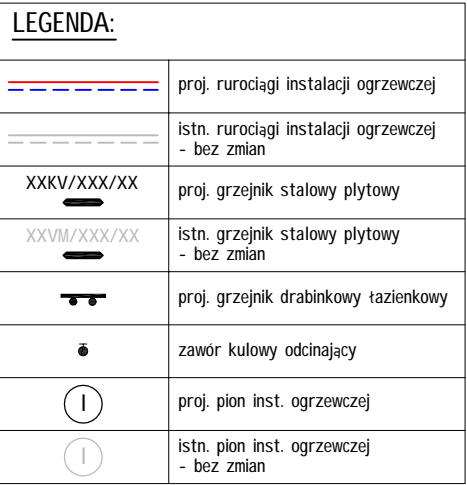 LEGENDA:
proj. rurociągi instalacji ogrzewczej
istn. rurociągi instalacji ogrzewczej
- bez zmian
XXKV/XXX/XX
proj. grzejnik stalowy plytowy
XXVM/XXX/XX
istn. grzejnik stalowy plytowy
- bez zmian
proj. grzejnik drabinkowy łazienkowy
zawór kulowy odcinający
I
proj. pion inst. ogrzewczej
I
istn. pion inst. ogrzewczej
- bez zmian